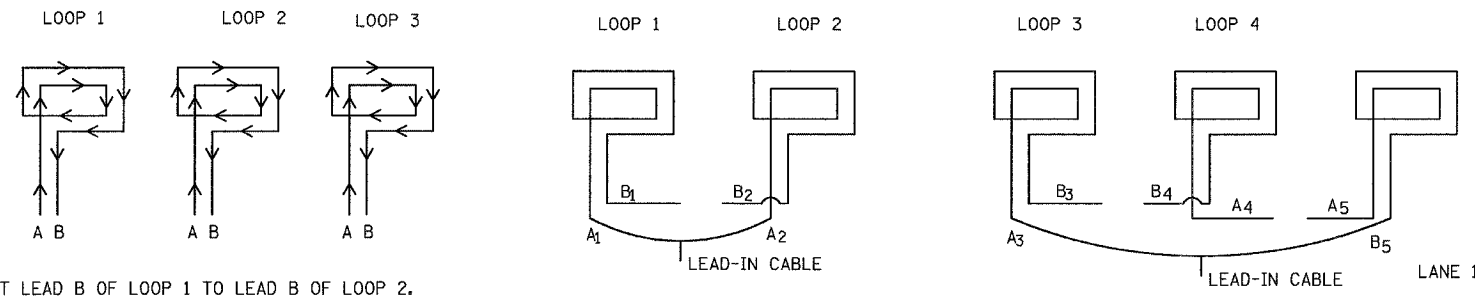 LOOP 1 LOOP 2 LOOP 3
A B A B A B
T LEAD B OF LOOP 1 TO LEAD B OF LOOP 2.
LOOP 1 LOOP 2
B1 B2
A1 A2
LEAD-IN CABLE
LOOP 3 LOOP 4
B3 B4 A4 A5
A3 B5
LEAD-IN CABLE
LANE 1